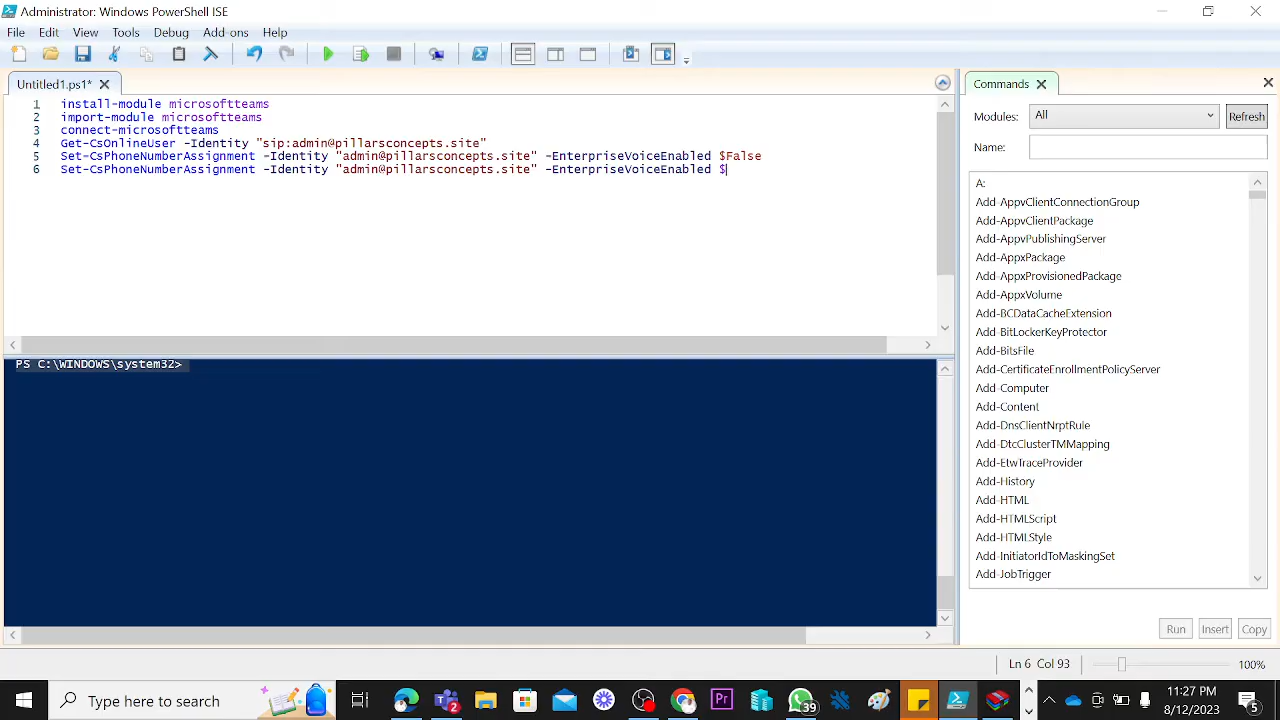 Administrator: Windows PowerShell ISE
File Edit View Tools Debug Add-ons Help
Untitled1.ps1*
1 install-module microsoftteams
2 import-module microsoftteams
3 connect-microsoftteams
4 Get-CsOnlineUser -Identity "sip:admin@pillarsconcepts.site"
5 Set-CsPhoneNumberAssignment -Identity "admin@pillarsconcepts.site" -EnterpriseVoiceEnabled $False
6 Set-CsPhoneNumberAssignment -Identity "admin@pillarsconcepts.site" -EnterpriseVoiceEnabled $
PS C:\WINDOWS\system32>
Commands
Modules: All Refresh
Name:
A:
Add-AppvClientConnectionGroup
Add-AppvClientPackage
Add-AppvPublishingServer
Add-AppxPackage
Add-AppxProvisionedPackage
Add-AppxVolume
Add-BCDataCacheExtension
Add-BitLockerKeyProtector
Add-BitsFile
Add-CertificateEnrollmentPolicyServer
Add-Computer
Add-Content
Add-DnsClientNrptRule
Add-DtcClusterTMMapping
Add-EtwTraceProvider
Add-History
Add-HTML
Add-HTMLScript
Add-HTMLStyle
Add-InitiatorIdToMaskingSet
Add-JobTrigger
Run Insert Copy
Ln 6 Col 93 100%
Type here to search
2
Pr
39
11:27 PM
8/12/2023
5